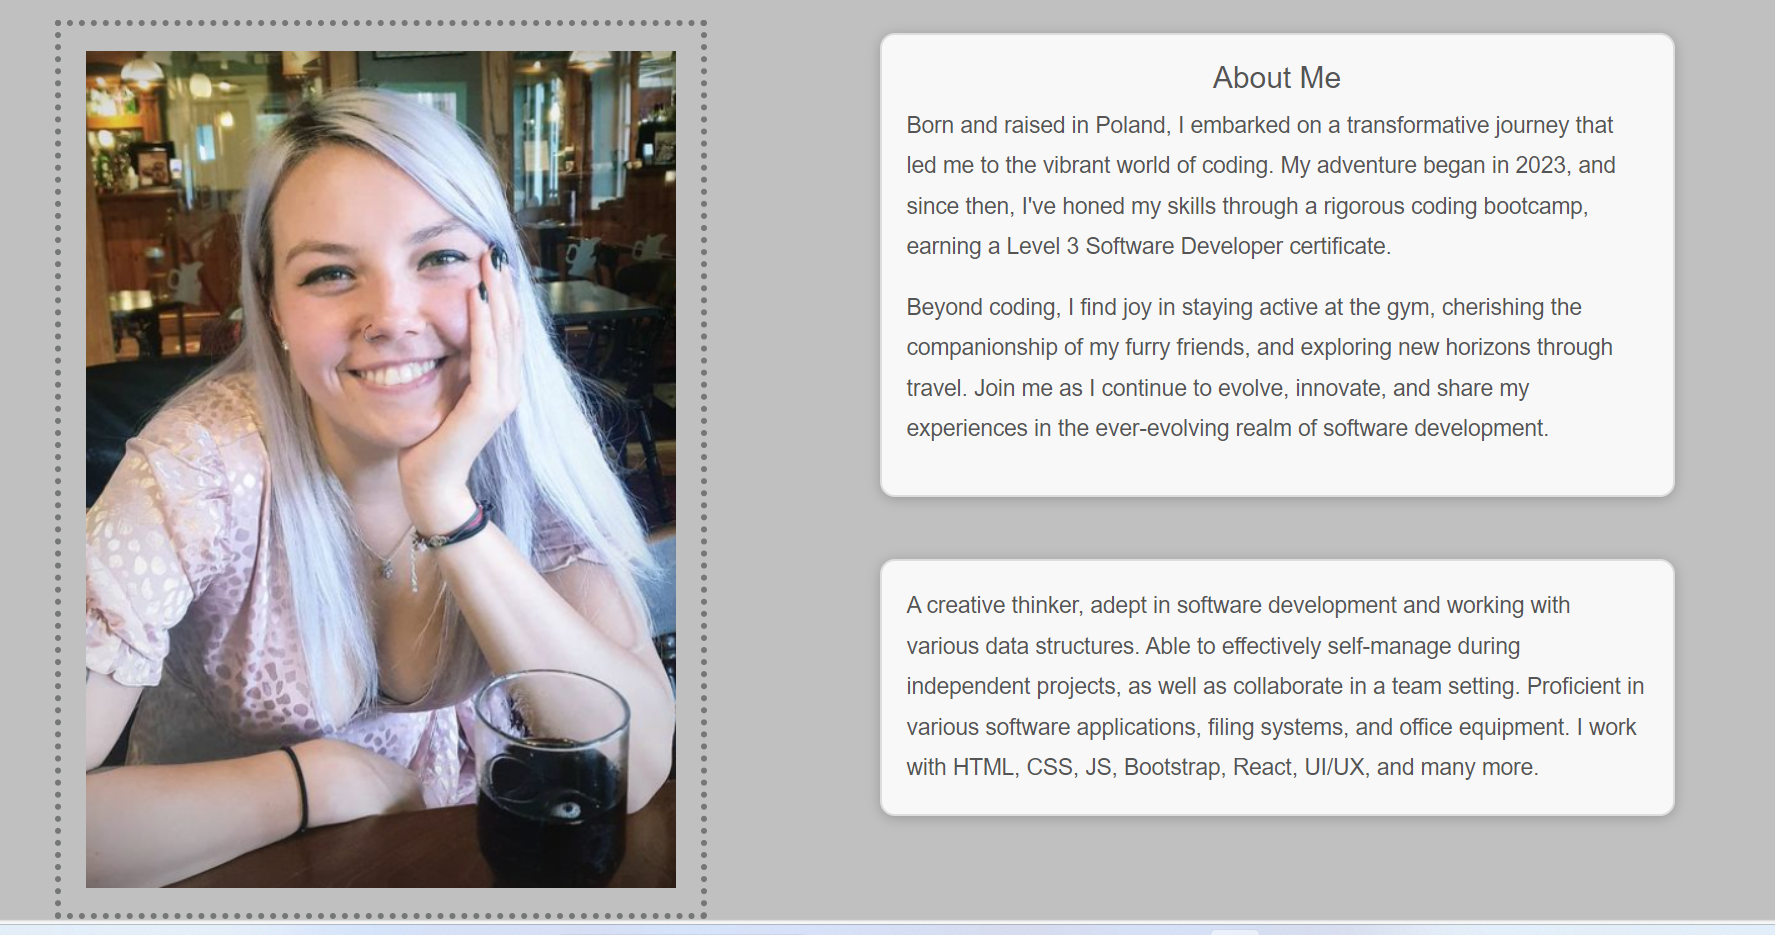 About Me
Born and raised in Poland, I embarked on a transformative journey that
led me to the vibrant world of coding. My adventure began in 2023, and
since then, I've honed my skills through a rigorous coding bootcamp,
earning a Level 3 Software Developer certificate.
Beyond coding, I find joy in staying active at the gym, cherishing the
companionship of my furry friends, and exploring new horizons through
travel. Join me as I continue to evolve, innovate, and share my
experiences in the ever-evolving realm of software development.
A creative thinker, adept in software development and working with
various data structures. Able to effectively self-manage during
independent projects, as well as collaborate in a team setting. Proficient in
various software applications, filing systems, and office equipment. I work
with HTML, CSS, JS, Bootstrap, React, UI/UX, and many more.